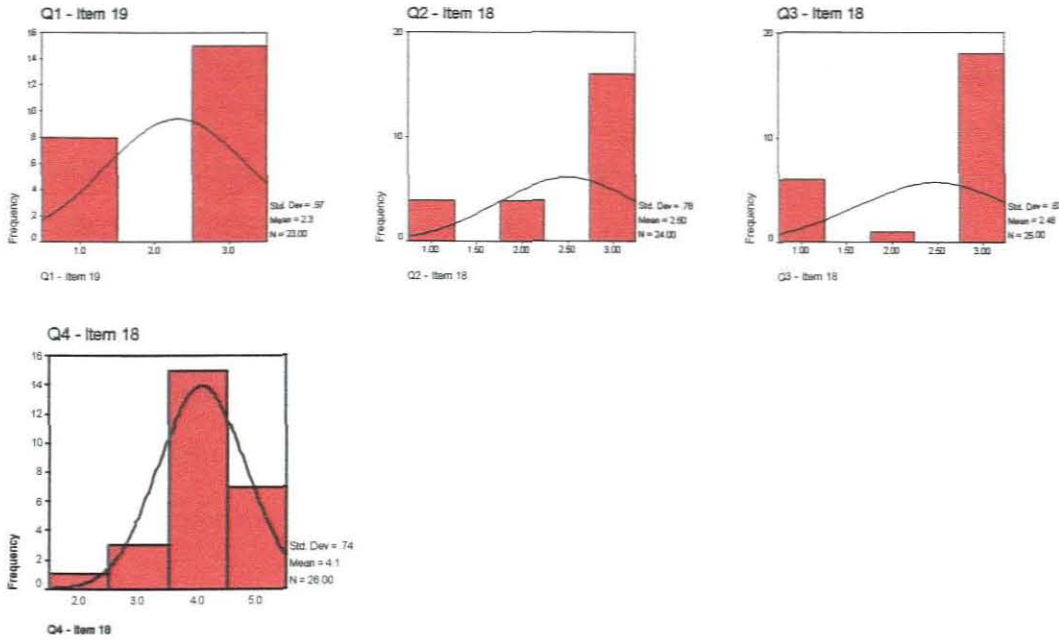 Q1 - Item 19
16
14
12
10
8
6
4
2
0
Frequency
1.0 2.0 3.0
Std. Dev = .97
Mean = 2.3
N = 23.00
Q1 - Item 19
Q2 - Item 18
20
10
0
1.00 1.50 2.00 2.50 3.00
Std. Dev = .78
Mean = 2.50
N = 24.00
Q2 - Item 18
Q3 - Item 18
20
10
0
1.00 1.50 2.00 2.50 3.00
Mean = 2.48
N = 25.00
Q3 - Item 18
Q4 - Item 18
16
14
12
10
8
6
4
2
0
Frequency
2.0 3.0 4.0 5.0
Std. Dev = .74
Mean = 4.1
N = 26.00
Q4 - Item 18